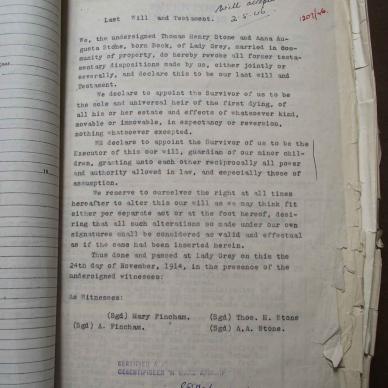 Will accepted
2-5-46.
1207/46.
Last Will and Testament.
We, the undersigned Thomas Henry Stone and Anna Au-
gusta Stone, born Beck, of Lady Grey, married in Com-
munity of property, do hereby revoke all former testa-
mentary dispositions made by us, either jointly or
severally, and declare this to be our last will and
Testament.
We declare to appoint the Survivor of us to be
the sole and universal heir of the first dying, of
all his or her estate and effects of whatsoever kind,
movable or immovable, in expectancy or reversion,
nothing whatsoever excepted.
We declare to appoint the Survivor of us to be the
Executor of this our will, guardian of our minor chil-
dren, granting unto each other reciprocally all power
and authority allowed in law, and especially those of
assumption.
We reserve to ourselves the right at all times
hereafter to alter this our will as we may think fit
either per separate act or at the foot hereof, desi-
ring that all such alterations so made under our own
signatures shall be considered as valid and effectual
as if the same had been inserted herein.
Thus done and passed at Lady Grey on this the
24th day of November, 1914, in the presence of the
undersigned witnesses:
As Witnesses:
(Sgd) Mary Fincham. (Sgd) Thos. H. Stone
(Sgd) A. Fincham. (Sgd) A.A. Stone.
CERTIFIED A
GESERTIFISEER 'N WARE AFSKRIF